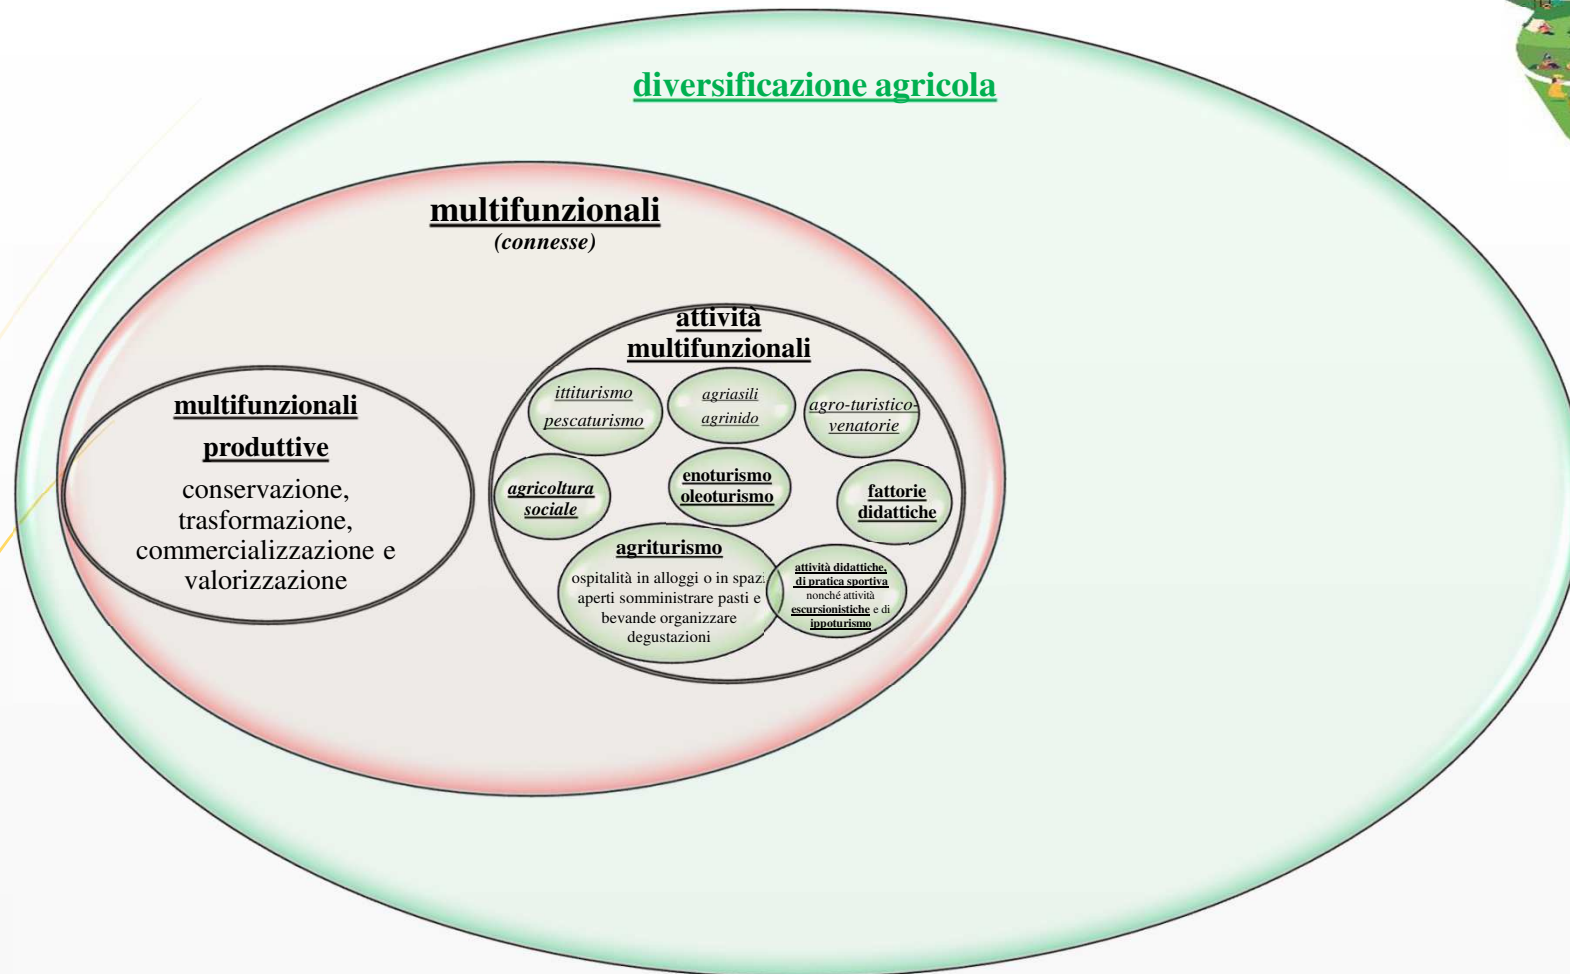 diversificazione agricola
multifunzionali
(connesse)
multifunzionali
produttive
conservazione,
trasformazione,
commercializzazione e
valorizzazione
attività
multifunzionali
ittiturismo
pescaturismo
agriasili
agrinido
agro-turistico-
venatorie
agricoltura
sociale
enoturismo
oleoturismo
fattorie
didattiche
agriturismo
ospitalità in alloggi o in spazi
aperti somministrare pasti e
bevande organizzare
degustazioni
attività didattiche,
di pratica sportiva
nonché attività
escursionistiche e di
ippoturismo